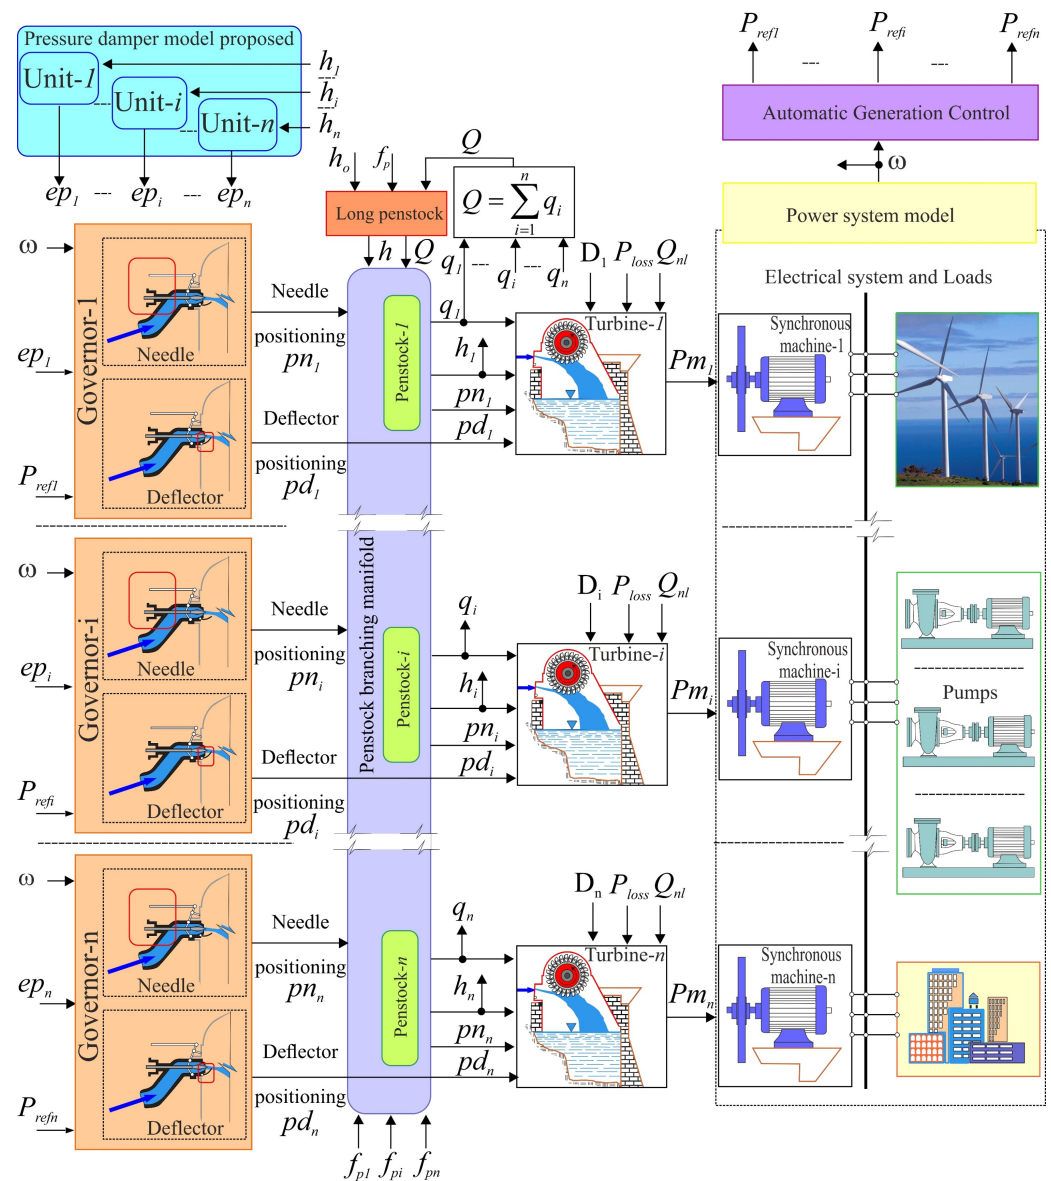 Pressure damper model proposed
Unit-1
Unit-i
Unit-n
h1
hi
hn
ep1 --- epi --- epn
Pref1
Prefi
Prefn
Automatic Generation Control
ω
Power system model
ho
fp
Q
Long penstock
Q = ∑ qi
n
i=1
h
Q
q1
qi
qn
Electrical system and Loads
ω
ep1
Pref1
Governor-1
Needle
Deflector
Needle
positioning
pn1
Deflector
positioning
pd1
Penstock-1
q1
h1
pn1
pd1
D1 Ploss Qnl
Turbine-1
Pm1
Synchronous
machine-1
ω
epi
Prefi
Governor-i
Needle
Deflector
Needle
positioning
pni
Deflector
positioning
pdi
Penstock branching manifold
Penstock-i
qi
hi
pni
pdi
Di Ploss Qnl
Turbine-i
Pmi
Synchronous
machine-i
Pumps
ω
epn
Prefn
Governor-n
Needle
Deflector
Needle
positioning
pnn
Deflector
positioning
pdn
Penstock-n
qn
hn
pnn
pdn
Dn Ploss Qnl
Turbine-n
Pmn
Synchronous
machine-n
fp1 fpi fpn